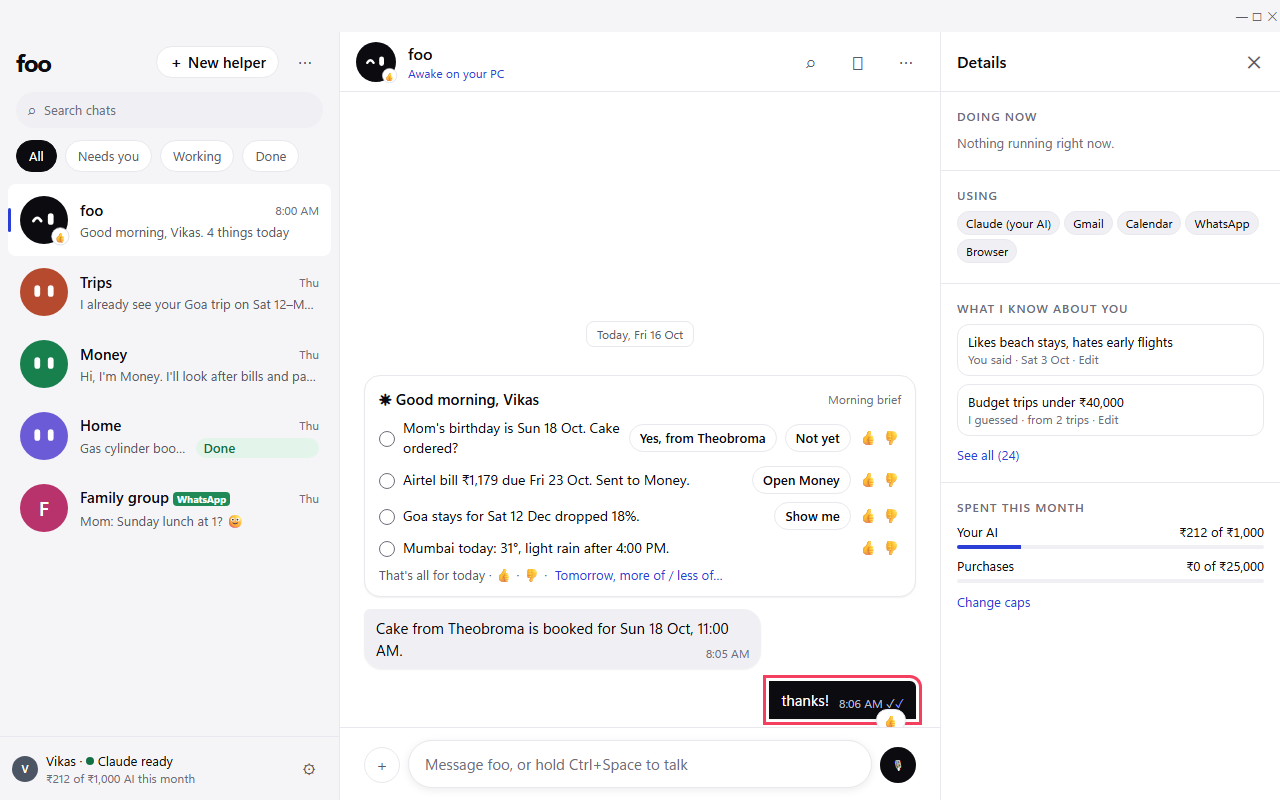 foo
+ New helper
Search chats
All
Needs you
Working
Done
foo
8:00 AM
Good morning, Vikas. 4 things today
Trips
Thu
I already see your Goa trip on Sat 12–M...
Money
Thu
Hi, I'm Money. I'll look after bills and pa...
Home
Thu
Gas cylinder boo...
Done
F
Family group WhatsApp
Thu
Mom: Sunday lunch at 1?
V
Vikas · Claude ready
₹212 of ₹1,000 AI this month
foo
Awake on your PC
Today, Fri 16 Oct
Good morning, Vikas
Morning brief
Mom's birthday is Sun 18 Oct. Cake
ordered?
Yes, from Theobroma
Not yet
Airtel bill ₹1,179 due Fri 23 Oct. Sent to Money.
Open Money
Goa stays for Sat 12 Dec dropped 18%.
Show me
Mumbai today: 31°, light rain after 4:00 PM.
That's all for today · 👍 · 👎 · Tomorrow, more of / less of...
Cake from Theobroma is booked for Sun 18 Oct, 11:00
AM.
8:05 AM
thanks!
8:06 AM
Message foo, or hold Ctrl+Space to talk
Details
DOING NOW
Nothing running right now.
USING
Claude (your AI)
Gmail
Calendar
WhatsApp
Browser
WHAT I KNOW ABOUT YOU
Likes beach stays, hates early flights
You said · Sat 3 Oct · Edit
Budget trips under ₹40,000
I guessed · from 2 trips · Edit
See all (24)
SPENT THIS MONTH
Your AI
₹212 of ₹1,000
Purchases
₹0 of ₹25,000
Change caps